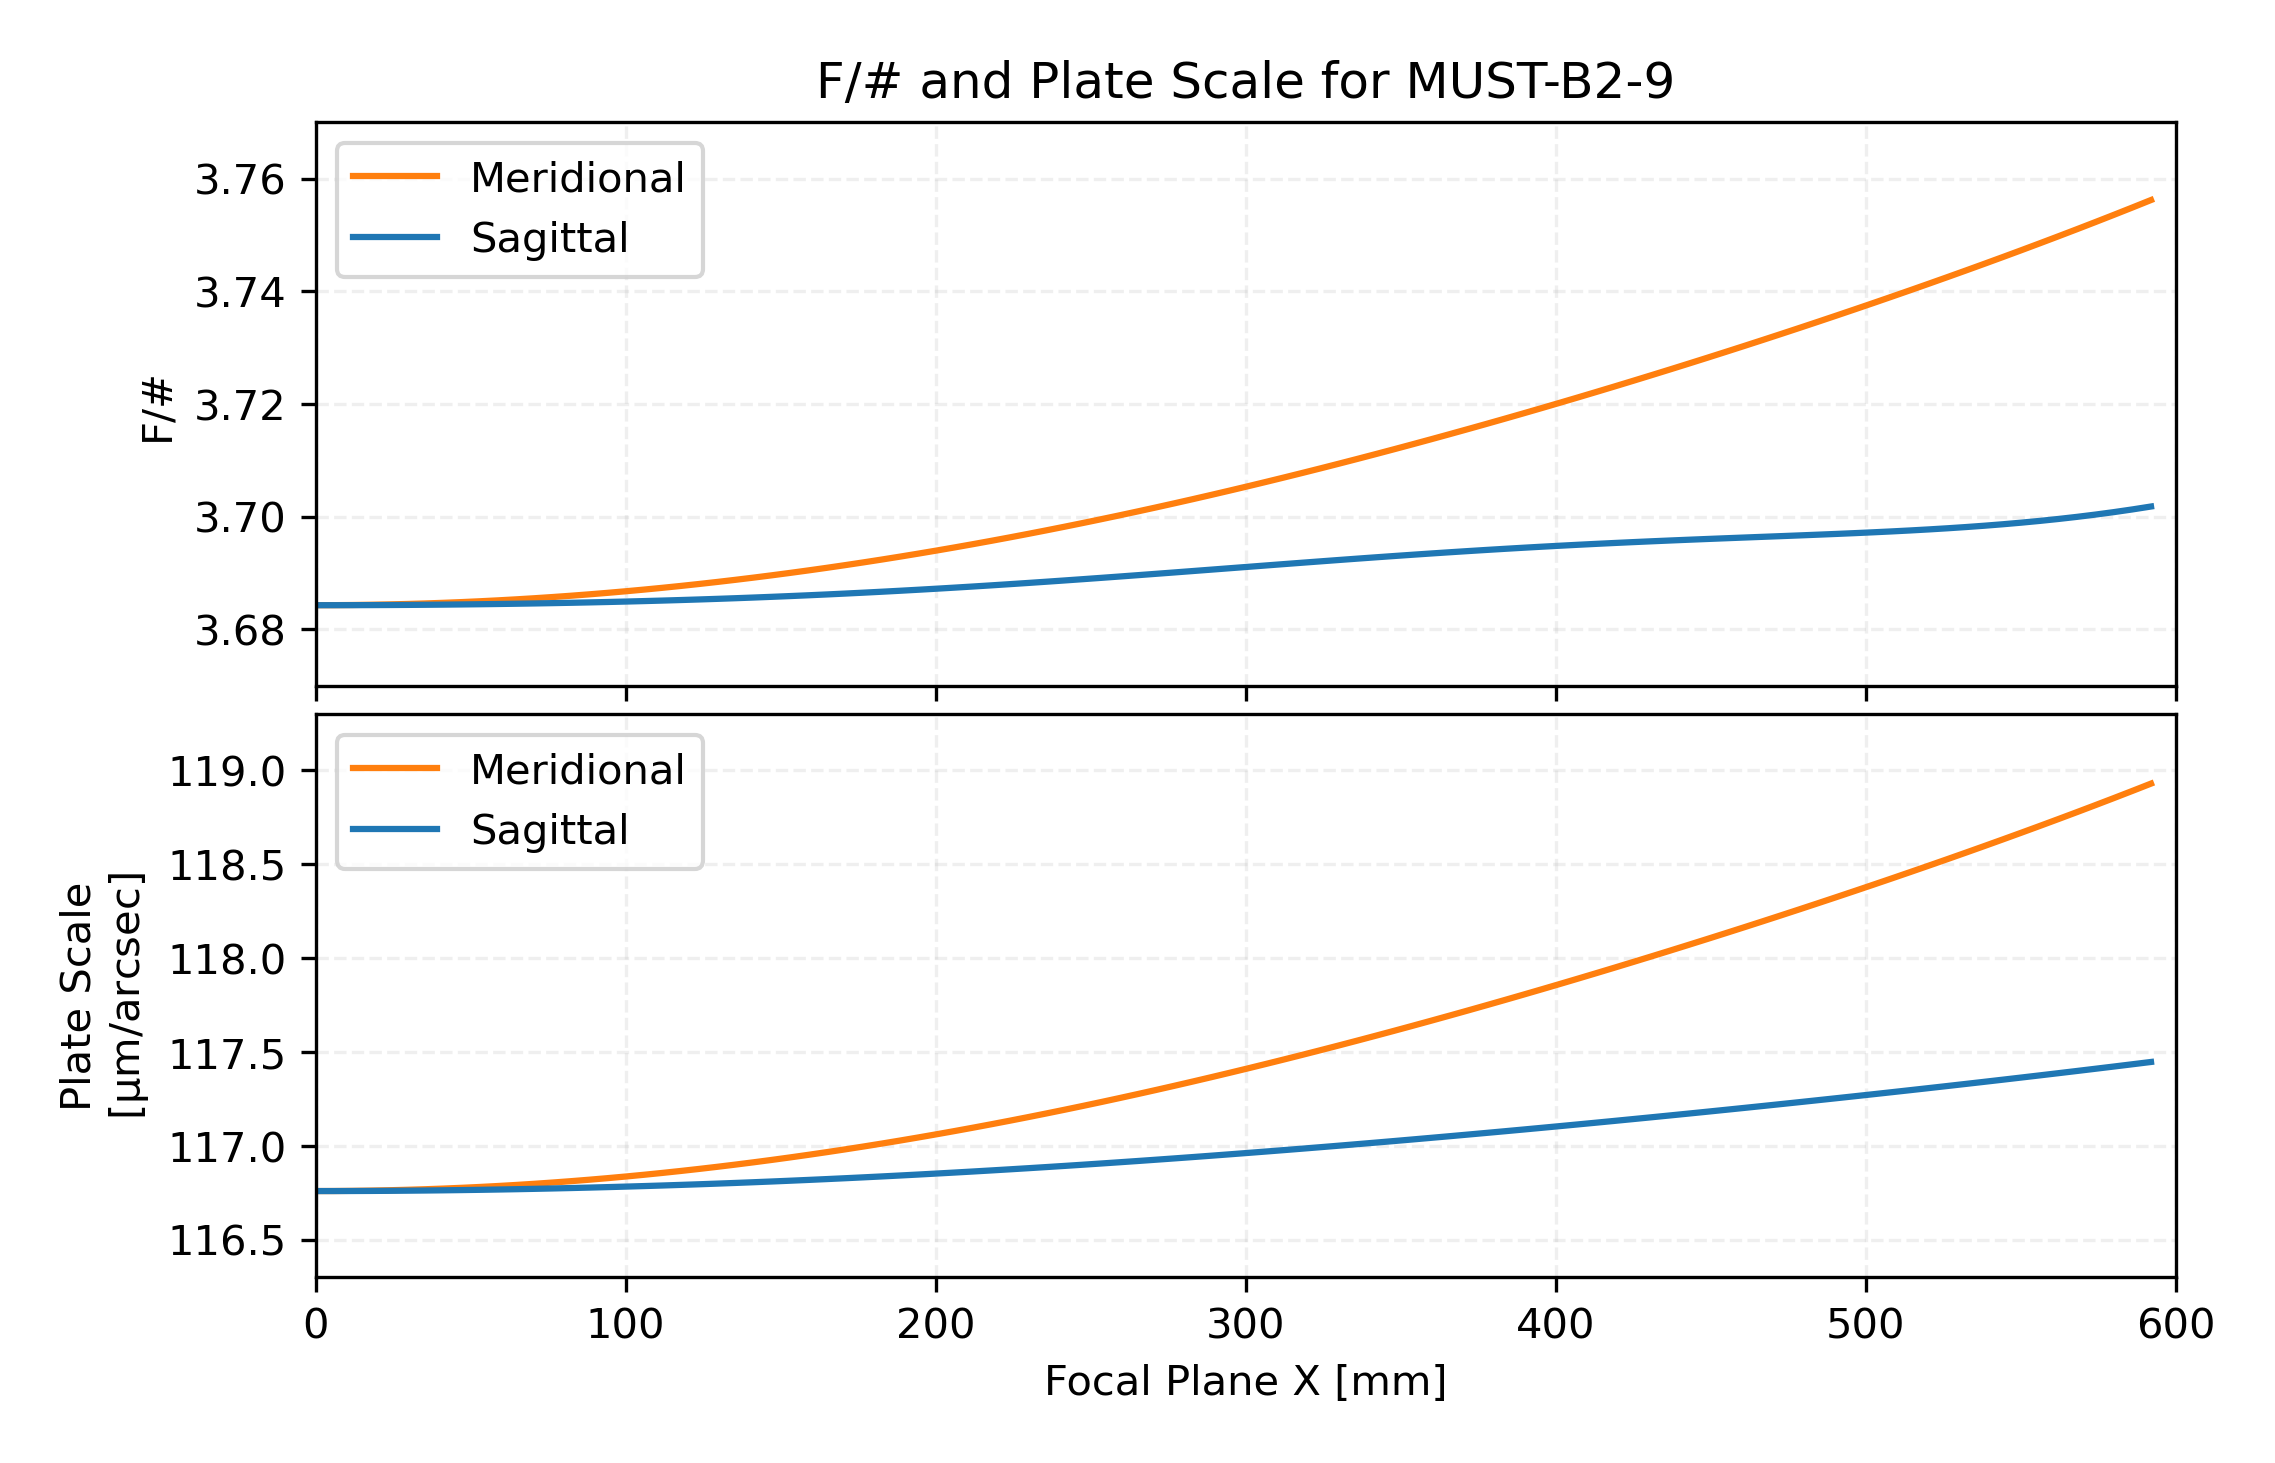 F/# and Plate Scale for MUST-B2-9
Meridional
Sagittal
3.76
3.74
3.72
3.70
3.68
F/#
Meridional
Sagittal
119.0
118.5
118.0
117.5
117.0
116.5
Plate Scale
[μm/arcsec]
0 100 200 300 400 500 600
Focal Plane X [mm]